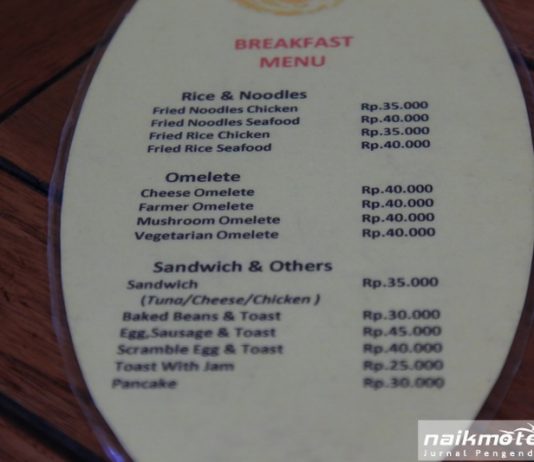 BREAKFAST
MENU
Rice & Noodles
Fried Noodles Chicken Rp.35.000
Fried Noodles Seafood Rp.40.000
Fried Rice Chicken Rp.35.000
Fried Rice Seafood Rp.40.000
Omelete
Cheese Omelete Rp.40.000
Farmer Omelete Rp.40.000
Mushroom Omelete Rp.40.000
Vegetarian Omelete Rp.40.000
Sandwich & Others
Sandwich Rp.35.000
(Tuna/Cheese/Chicken )
Baked Beans & Toast Rp.30.000
Egg,Sausage & Toast Rp.45.000
Scramble Egg & Toast Rp.40.000
Toast With Jam Rp.25.000
Pancake Rp.30.000
naikmote
Jurnal Pengend